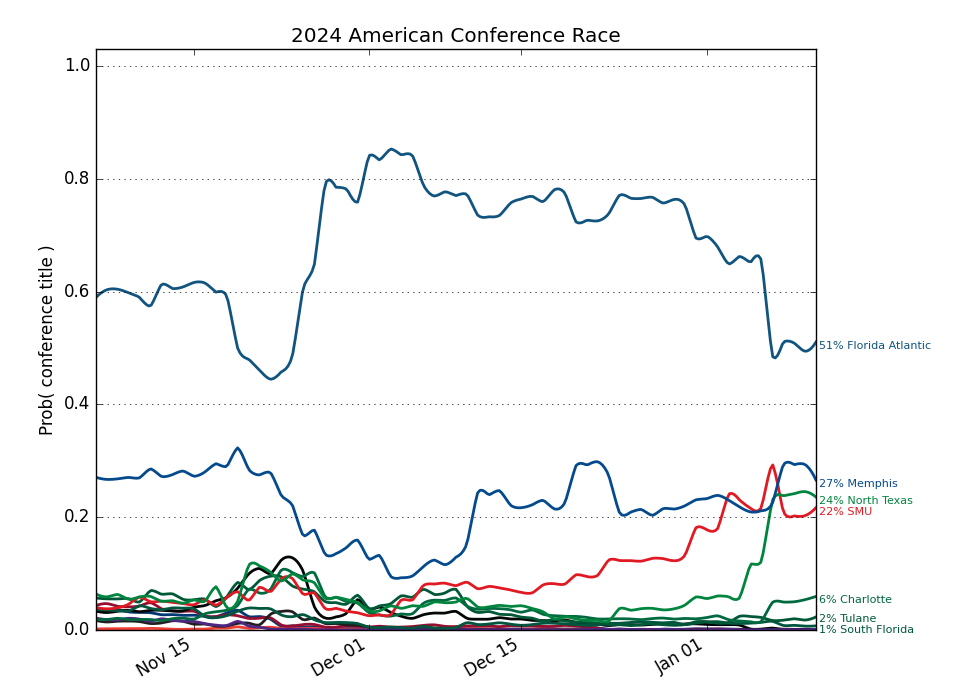 2024 American Conference Race
Prob( conference title )
1.0
0.8
0.6
0.4
0.2
0.0
Nov 15
Dec 01
Dec 15
Jan 01
51% Florida Atlantic
27% Memphis
24% North Texas
22% SMU
6% Charlotte
2% Tulane
1% South Florida